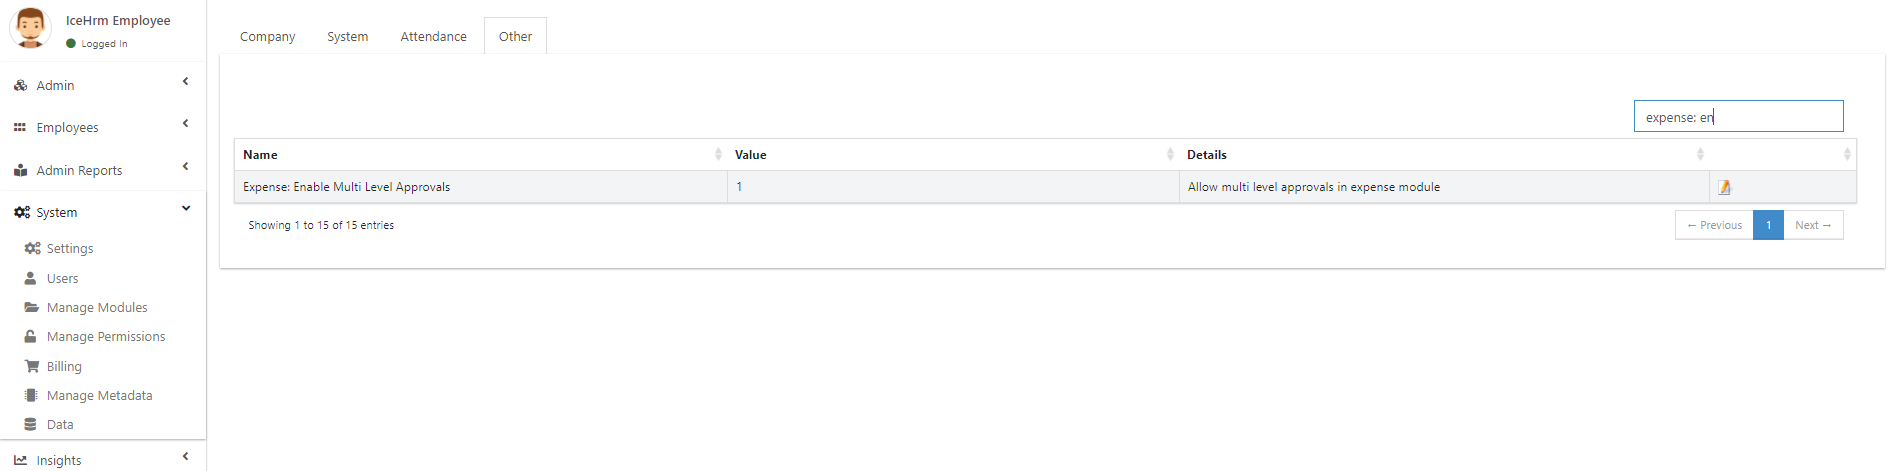 IceHrm Employee
Logged In
Admin
Employees
Admin Reports
System
Settings
Users
Manage Modules
Manage Permissions
Billing
Manage Metadata
Data
Insights
Company System Attendance Other
expense: en
Name Value Details
Expense: Enable Multi Level Approvals 1 Allow multi level approvals in expense module
Showing 1 to 15 of 15 entries
← Previous 1 Next →